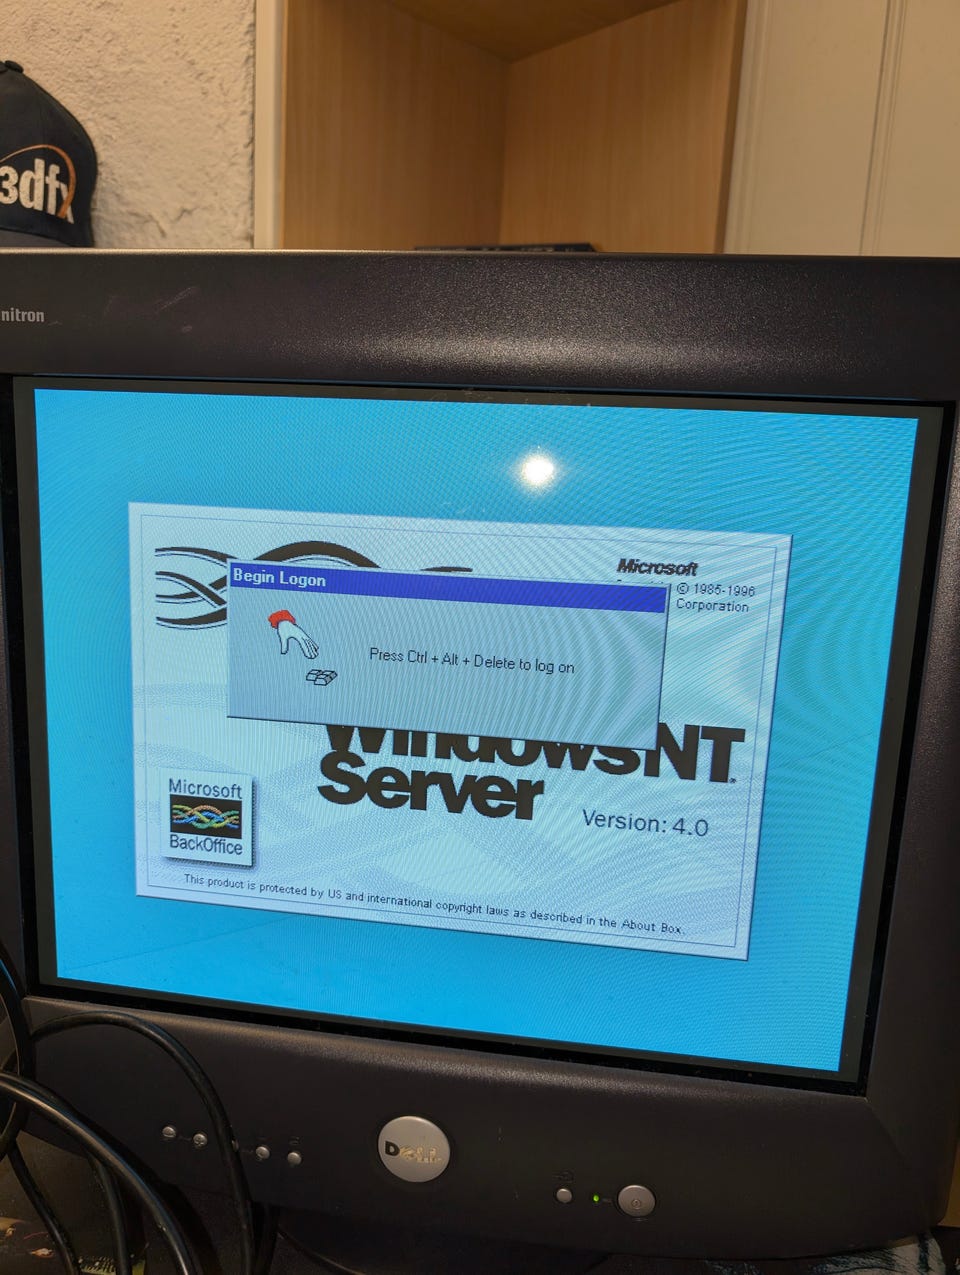 3dfx
nitron
Begin Logon
Press Ctrl + Alt + Delete to log on
Microsoft
© 1985-1996
Corporation
WindowsNT
Server
Version: 4.0
Microsoft
BackOffice
This product is protected by US and international copyright laws as described in the About Box.
DELL